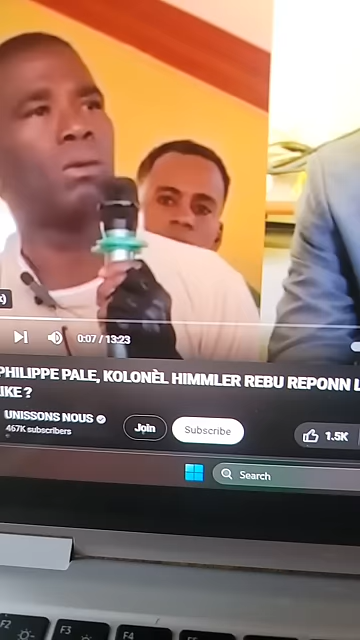 0:07 / 13:23
PHILIPPE PALE, KOLONÈL HIMMLER REBU REPONN
IKE ?
UNISSONS NOUS
467K subscribers
Join
Subscribe
1.5K
Search
F2
F3
F4